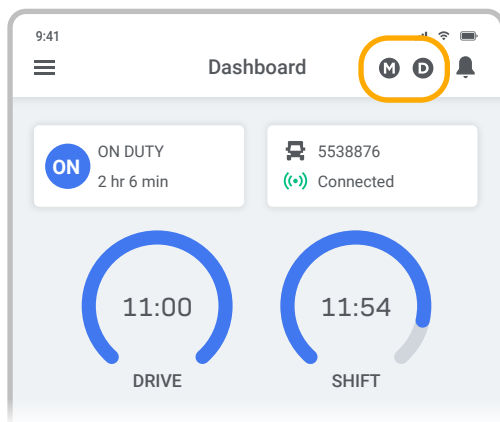 9:41
Dashboard M D
ON ON DUTY
2 hr 6 min
5538876
Connected
11:00
DRIVE
11:54
SHIFT